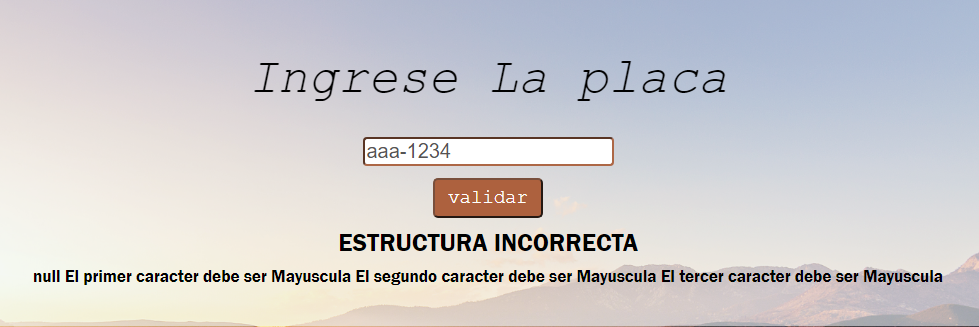 Ingrese La placa
aaa-1234
validar
ESTRUCTURA INCORRECTA
null El primer caracter debe ser Mayuscula El segundo caracter debe ser Mayuscula El tercer caracter debe ser Mayuscula